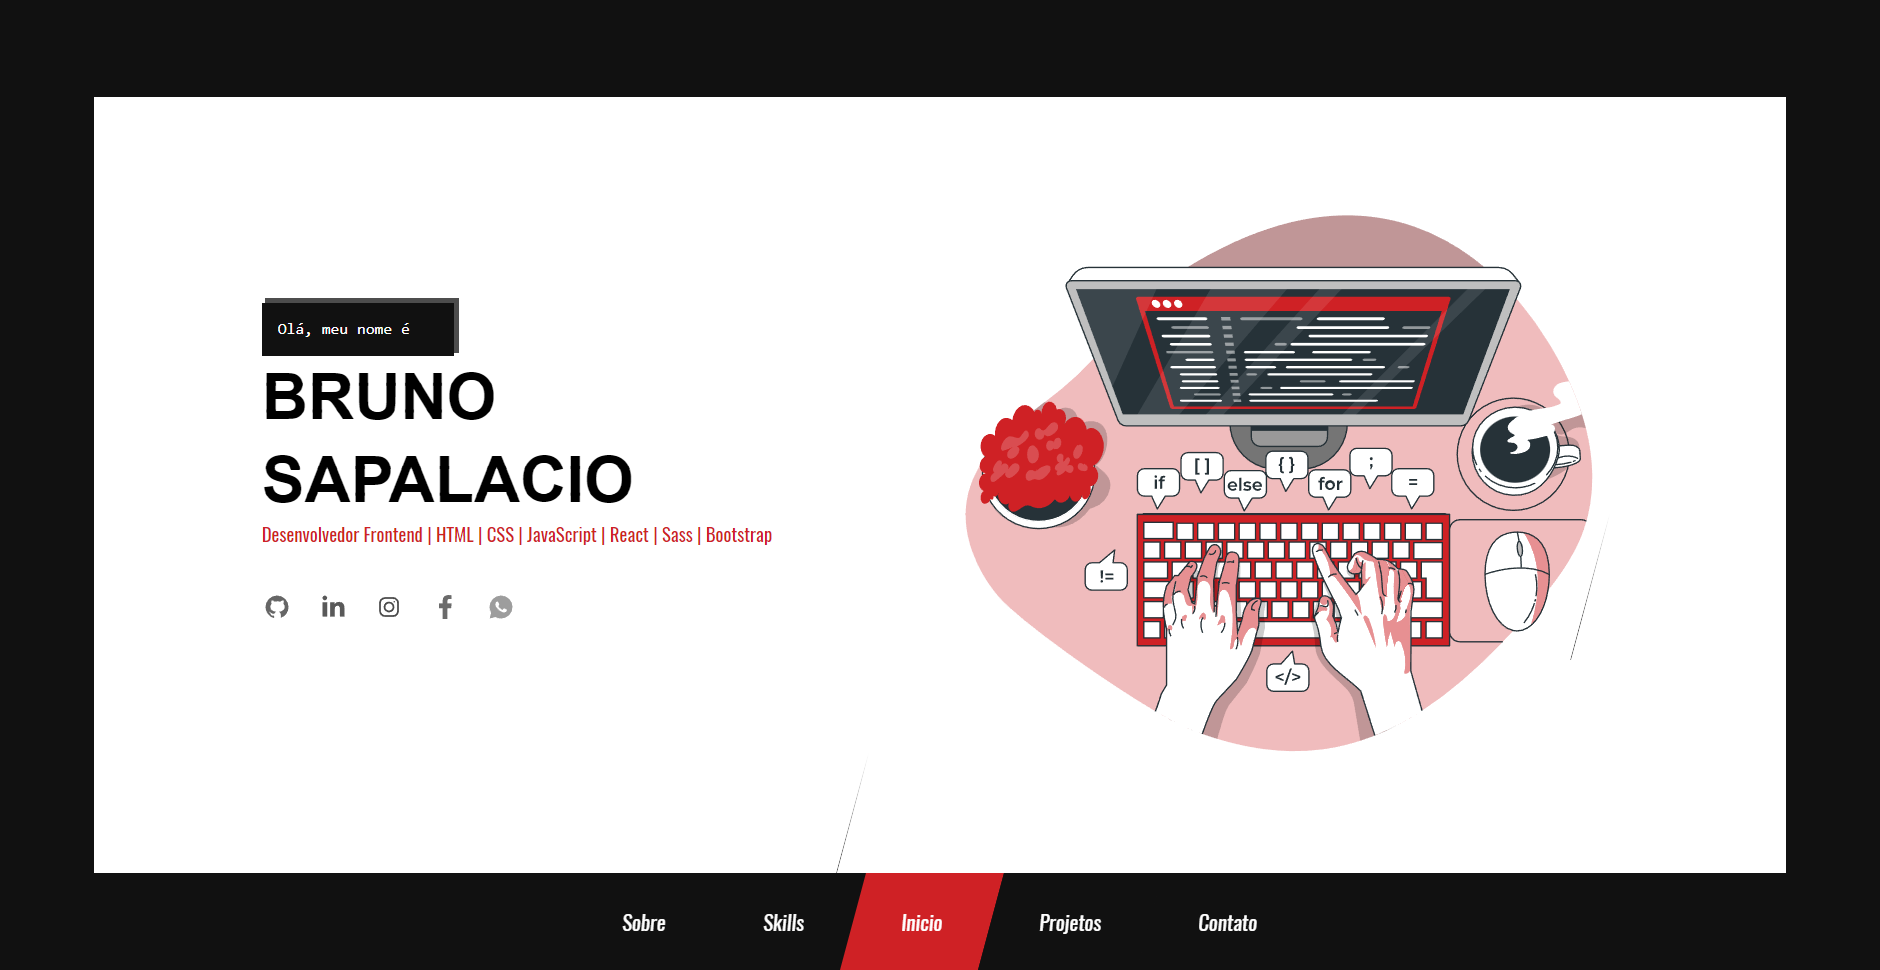 Olá, meu nome é
BRUNO
SAPALACIO
Desenvolvedor Frontend | HTML | CSS | JavaScript | React | Sass | Bootstrap
if
[ ]
else
{ }
for
;
=
!=
</>
Sobre
Skills
Inicio
Projetos
Contato